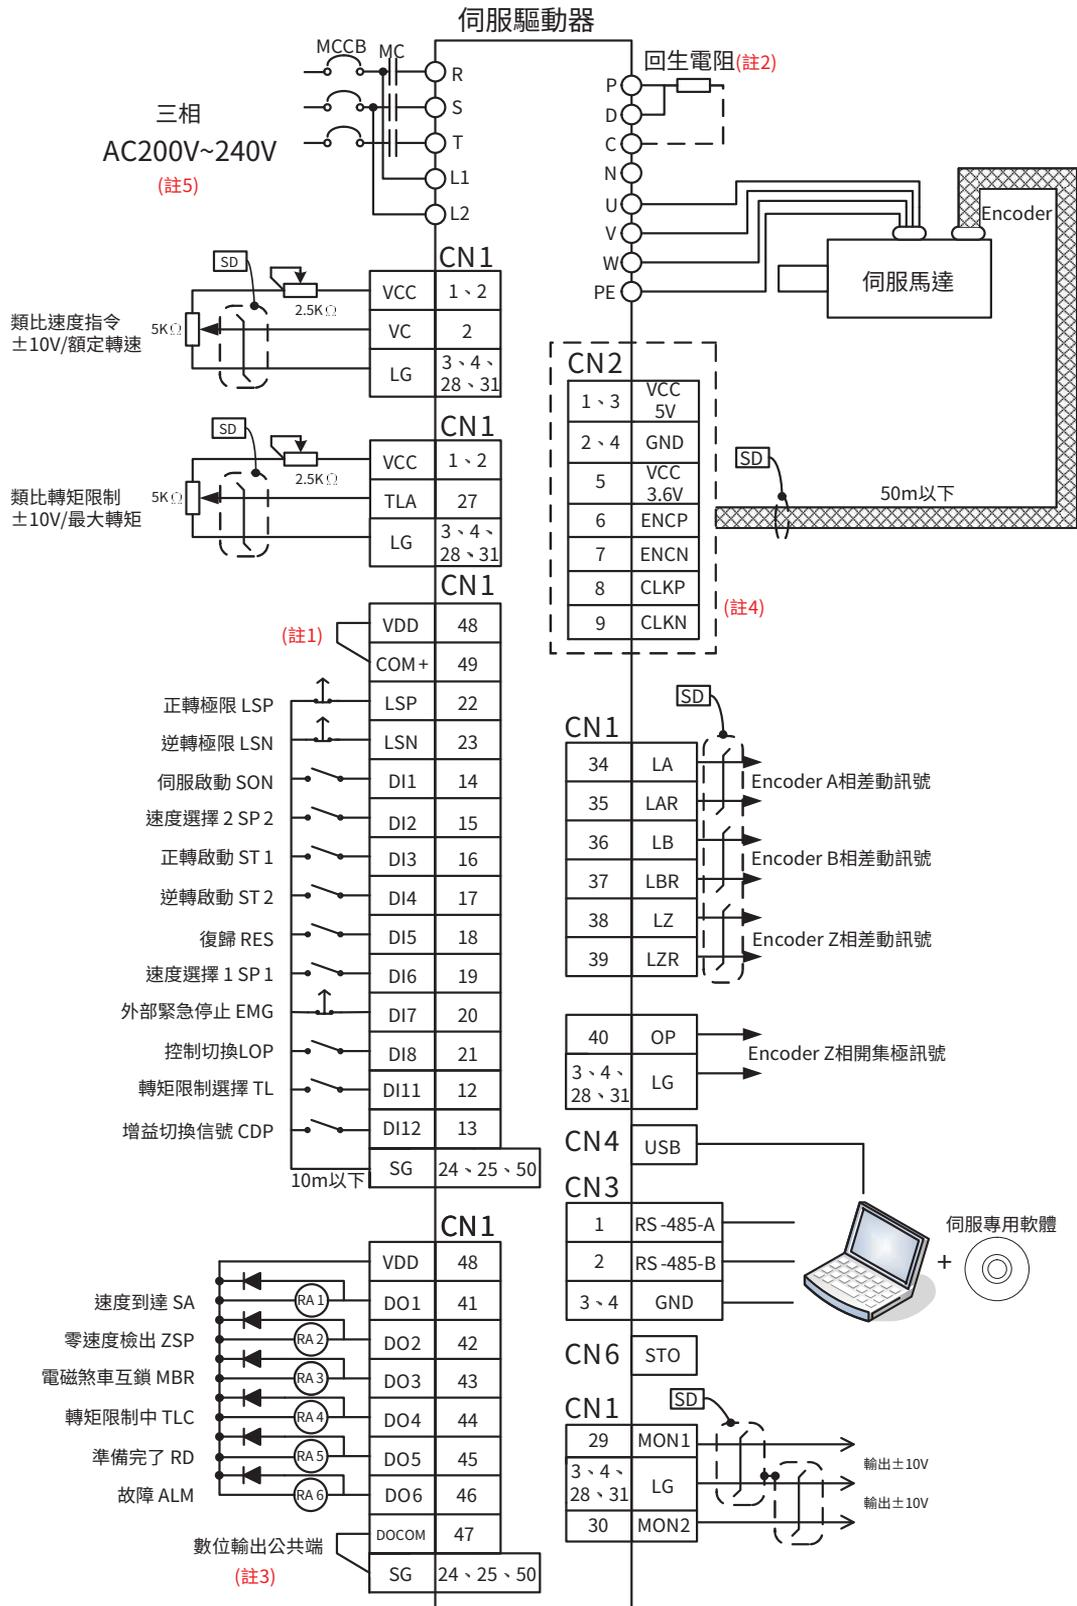 伺服驅動器
MCCB
MC
R
S
T
L1
L2
三相
AC200V~240V
(註5)
P
D
C
N
U
V
W
PE
回生電阻(註2)
Encoder
伺服馬達
SD
CN1
2.5KΩ
5KΩ
類比速度指令
±10V/額定轉速
VCC 1、2
VC 2
LG 3、4、
28、31
SD
CN1
2.5KΩ
5KΩ
類比轉矩限制
±10V/最大轉矩
VCC 1、2
TLA 27
LG 3、4、
28、31
CN2
1、3 VCC
5V
2、4 GND
5 VCC
3.6V
6 ENCP
7 ENCN
8 CLKP
9 CLKN
(註4)
SD
50m以下
CN1
(註1)
VDD 48
COM+ 49
正轉極限 LSP LSP 22
逆轉極限 LSN LSN 23
伺服啟動 SON DI1 14
速度選擇 2 SP 2 DI2 15
正轉啟動 ST 1 DI3 16
逆轉啟動 ST 2 DI4 17
復歸 RES DI5 18
速度選擇 1 SP 1 DI6 19
外部緊急停止 EMG DI7 20
控制切換LOP DI8 21
轉矩限制選擇 TL DI11 12
增益切換信號 CDP DI12 13
10m以下 SG 24、25、50
SD
CN1
34 LA
35 LAR
Encoder A相差動訊號
36 LB
37 LBR
Encoder B相差動訊號
38 LZ
39 LZR
Encoder Z相差動訊號
40 OP
3、4、
28、31 LG
Encoder Z相開集極訊號
CN4 USB
CN3
1 RS-485-A
2 RS-485-B
3、4 GND
伺服專用軟體
+
CN6 STO
CN1
VDD 48
速度到達 SA RA 1 DO1 41
零速度檢出 ZSP RA 2 DO2 42
電磁煞車互鎖 MBR RA 3 DO3 43
轉矩限制中 TLC RA 4 DO4 44
準備完了 RD RA 5 DO5 45
故障 ALM RA 6 DO6 46
DOCOM 47
數位輸出公共端
(註3)
SG 24、25、50
CN1
SD
29 MON1
輸出±10V
3、4、
28、31 LG
輸出±10V
30 MON2